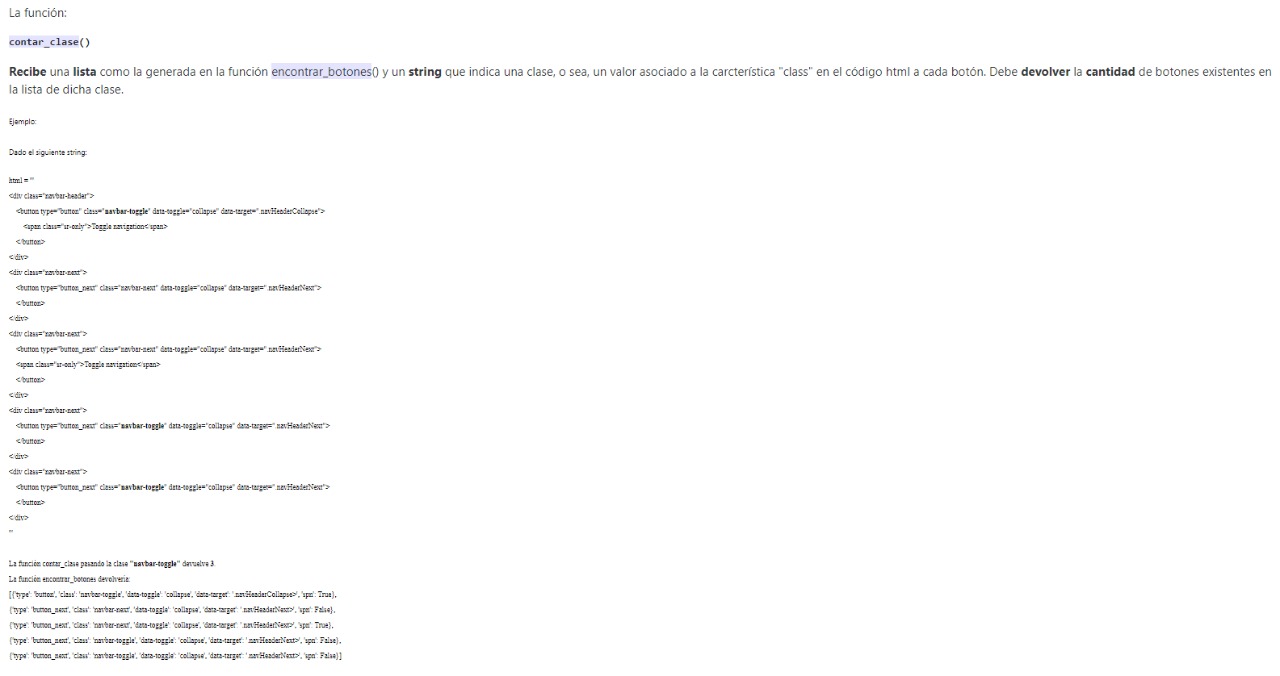 La función:
contar_clase()
Recibe una lista como la generada en la función encontrar_botones() y un string que indica una clase, o sea, un valor asociado a la carcterística "class" en el código html a cada botón. Debe devolver la cantidad de botones existentes en
la lista de dicha clase.
Ejemplo:
Dado el siguiente string:
html = '''
<div class="navbar-header">
<button type="button" class="navbar-toggle" data-toggle="collapse" data-target=".navHeaderCollapse">
<span class="sr-only">Toggle navigation</span>
</button>
</div>
<div class="navbar-next">
<button type="button_next" class="navbar-next" data-toggle="collapse" data-target=".navHeaderNext">
</button>
</div>
<div class="navbar-next">
<button type="button_next" class="navbar-next" data-toggle="collapse" data-target=".navHeaderNext">
<span class="sr-only">Toggle navigation</span>
</button>
</div>
<div class="navbar-next">
<button type="button_next" class="navbar-toggle" data-toggle="collapse" data-target=".navHeaderNext">
</button>
</div>
<div class="navbar-next">
<button type="button_next" class="navbar-toggle" data-toggle="collapse" data-target=".navHeaderNext">
</button>
</div>
'''
La función contar_clase pasando la clase "navbar-toggle" devuelve 3
La función encontrar_botones devolvería:
[{'type': 'button', 'class': 'navbar-toggle', 'data-toggle': 'collapse', 'data-target': '.navHeaderCollapse>', 'spn': True},
{'type': 'button_next', 'class': 'navbar-next', 'data-toggle': 'collapse', 'data-target': '.navHeaderNext>', 'spn': False},
{'type': 'button_next', 'class': 'navbar-next', 'data-toggle': 'collapse', 'data-target': '.navHeaderNext>', 'spn': True},
{'type': 'button_next', 'class': 'navbar-toggle', 'data-toggle': 'collapse', 'data-target': '.navHeaderNext>', 'spn': False},
{'type': 'button_next', 'class': 'navbar-toggle', 'data-toggle': 'collapse', 'data-target': '.navHeaderNext>', 'spn': False}]